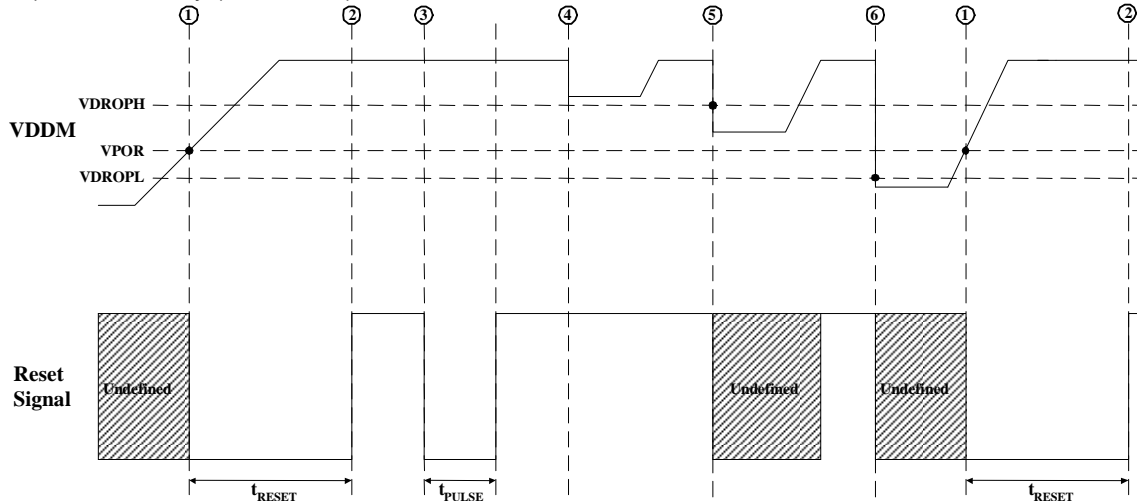 ① ② ③ ④ ⑤ ⑥ ① ②
VDROPH
VDDM
VPOR
VDROPL
Undefined Undefined Undefined
Reset
Signal
tRESET tPULSE tRESET